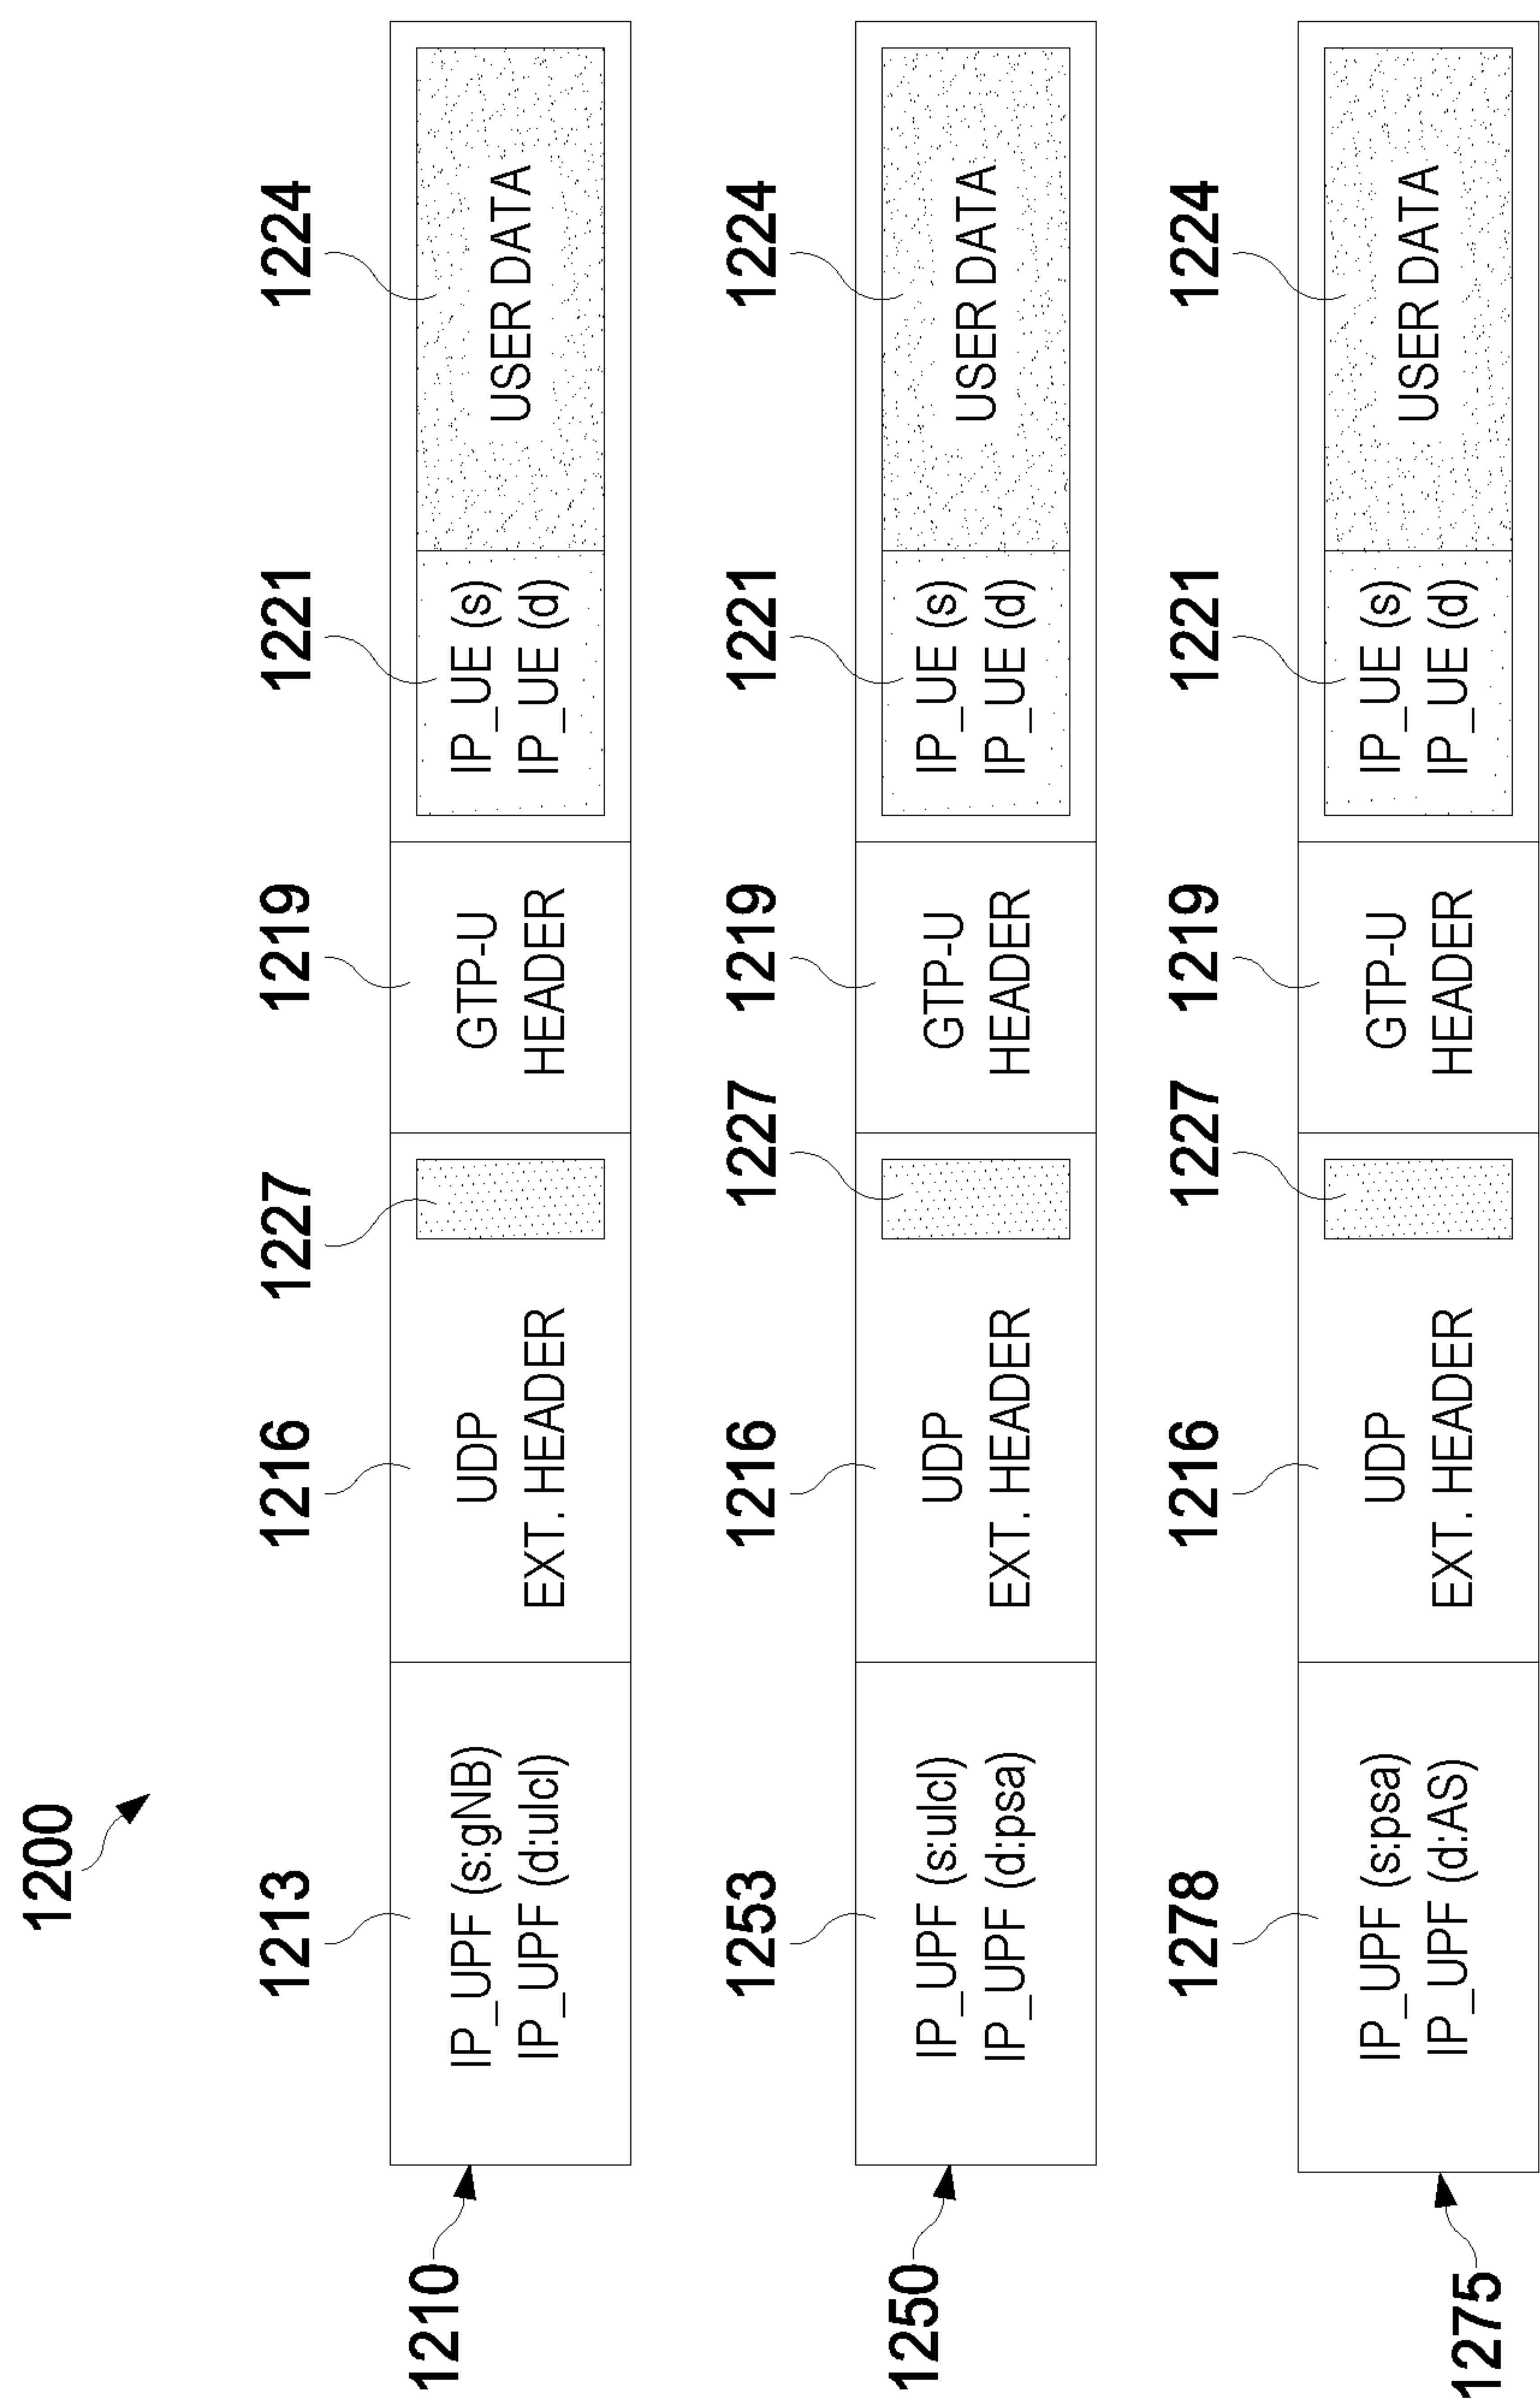 1200
1213
1216
1227
1219
1221
1224
1210
IP_UPF (s:gNB)
IP_UPF (d:ulcl)
UDP
EXT. HEADER
GTP-U
HEADER
IP_UE (s)
IP_UE (d)
USER DATA
1253
1216
1227
1219
1221
1224
1250
IP_UPF (s:ulcl)
IP_UPF (d:psa)
UDP
EXT. HEADER
GTP-U
HEADER
IP_UE (s)
IP_UE (d)
USER DATA
1278
1216
1227
1219
1221
1224
1275
IP_UPF (s:psa)
IP_UPF (d:AS)
UDP
EXT. HEADER
GTP-U
HEADER
IP_UE (s)
IP_UE (d)
USER DATA